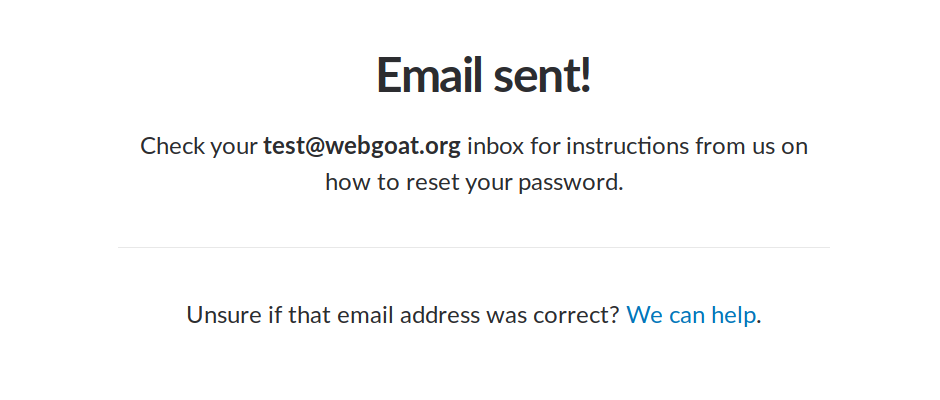 Email sent!
Check your test@webgoat.org inbox for instructions from us on
how to reset your password.
Unsure if that email address was correct? We can help.